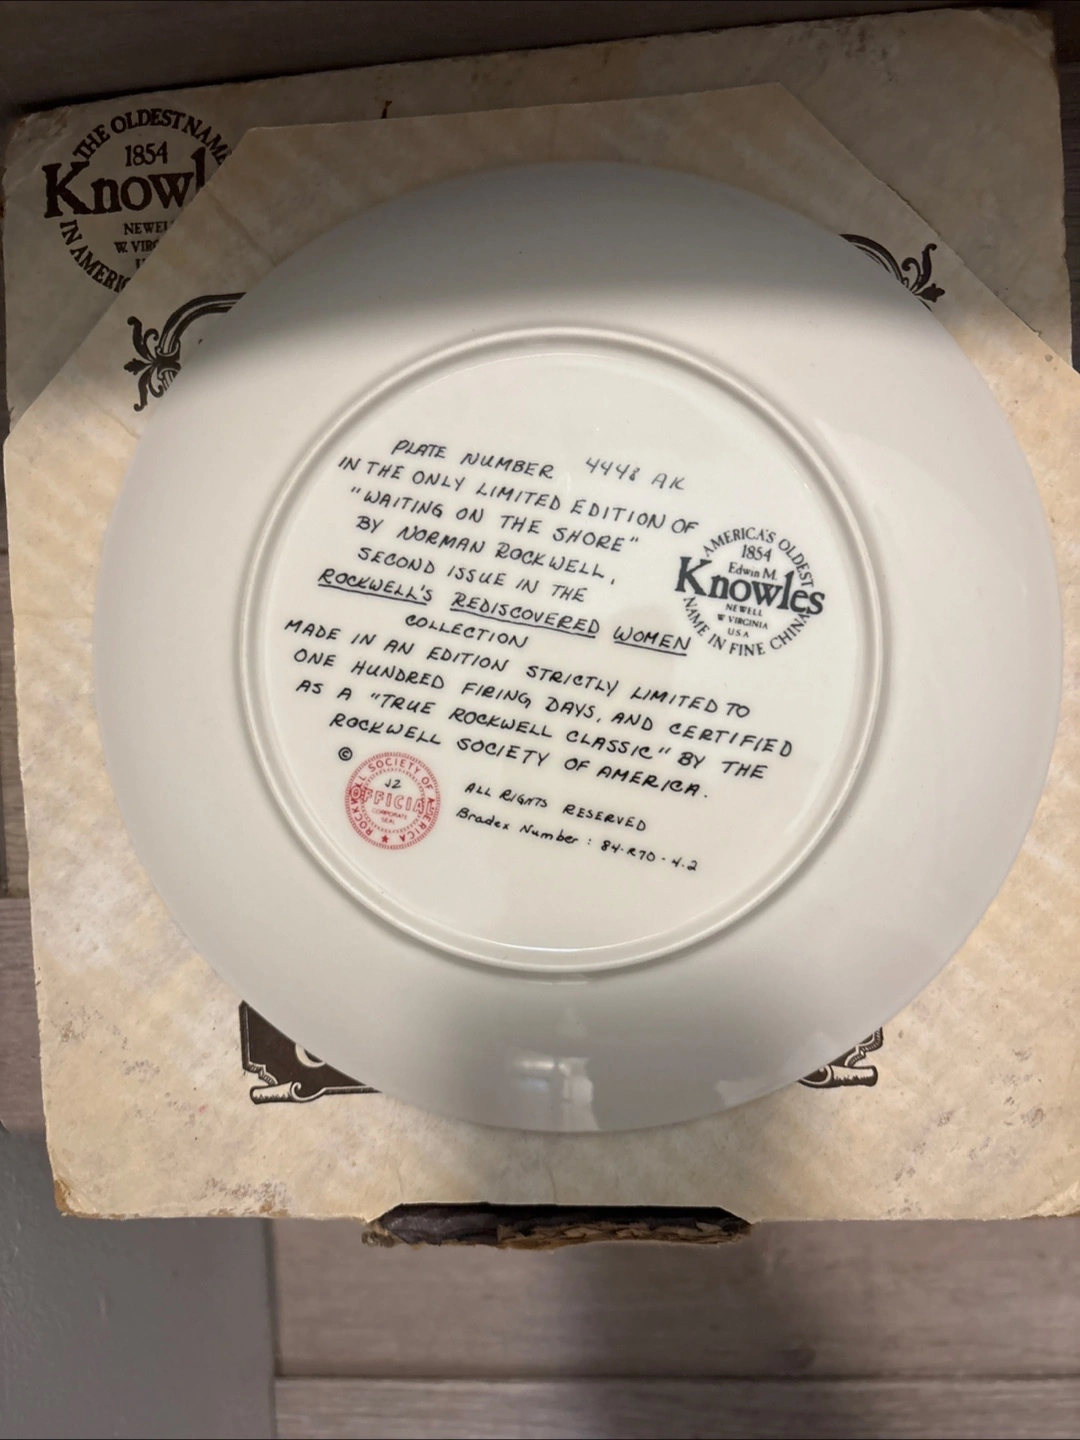 THE OLDEST NAME
1854
Knowl
NEWEL
W. VIRG
IN AMERIC
PLATE NUMBER 4448 AK
IN THE ONLY LIMITED EDITION OF
"WAITING ON THE SHORE"
BY NORMAN ROCKWELL,
SECOND ISSUE IN THE
ROCKWELL'S REDISCOVERED WOMEN
COLLECTION
MADE IN AN EDITION STRICTLY LIMITED TO
ONE HUNDRED FIRING DAYS, AND CERTIFIED
AS A "TRUE ROCKWELL CLASSIC" BY THE
ROCKWELL SOCIETY OF AMERICA.
AMERICA'S OLDEST
1854
Edwin M.
Knowles
NEWELL
W VIRGINIA
USA
NAME IN FINE CHINA
©
ROCKWELL SOCIETY OF AMERICA
J2
OFFICIAL
CORPORATE
SEAL
ALL RIGHTS RESERVED
Bradex Number: 84-R70-4.2